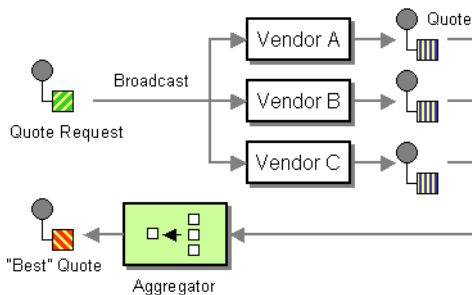 Vendor A
Quote
Broadcast
Vendor B
Quote Request
Vendor C
"Best" Quote
Aggregator